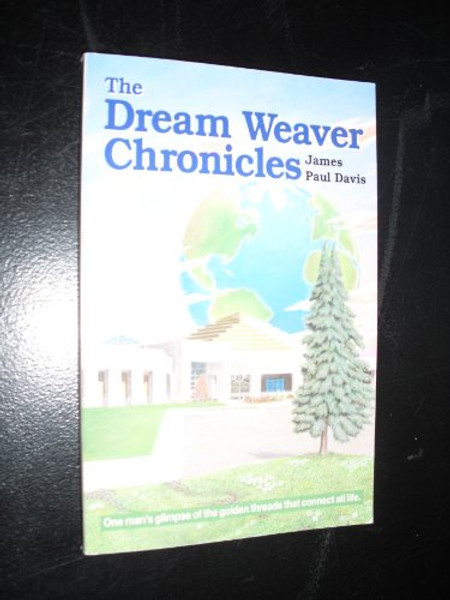 The
Dream Weaver
Chronicles
James
Paul Davis
One man's glimpse of the golden threads that connect all life.